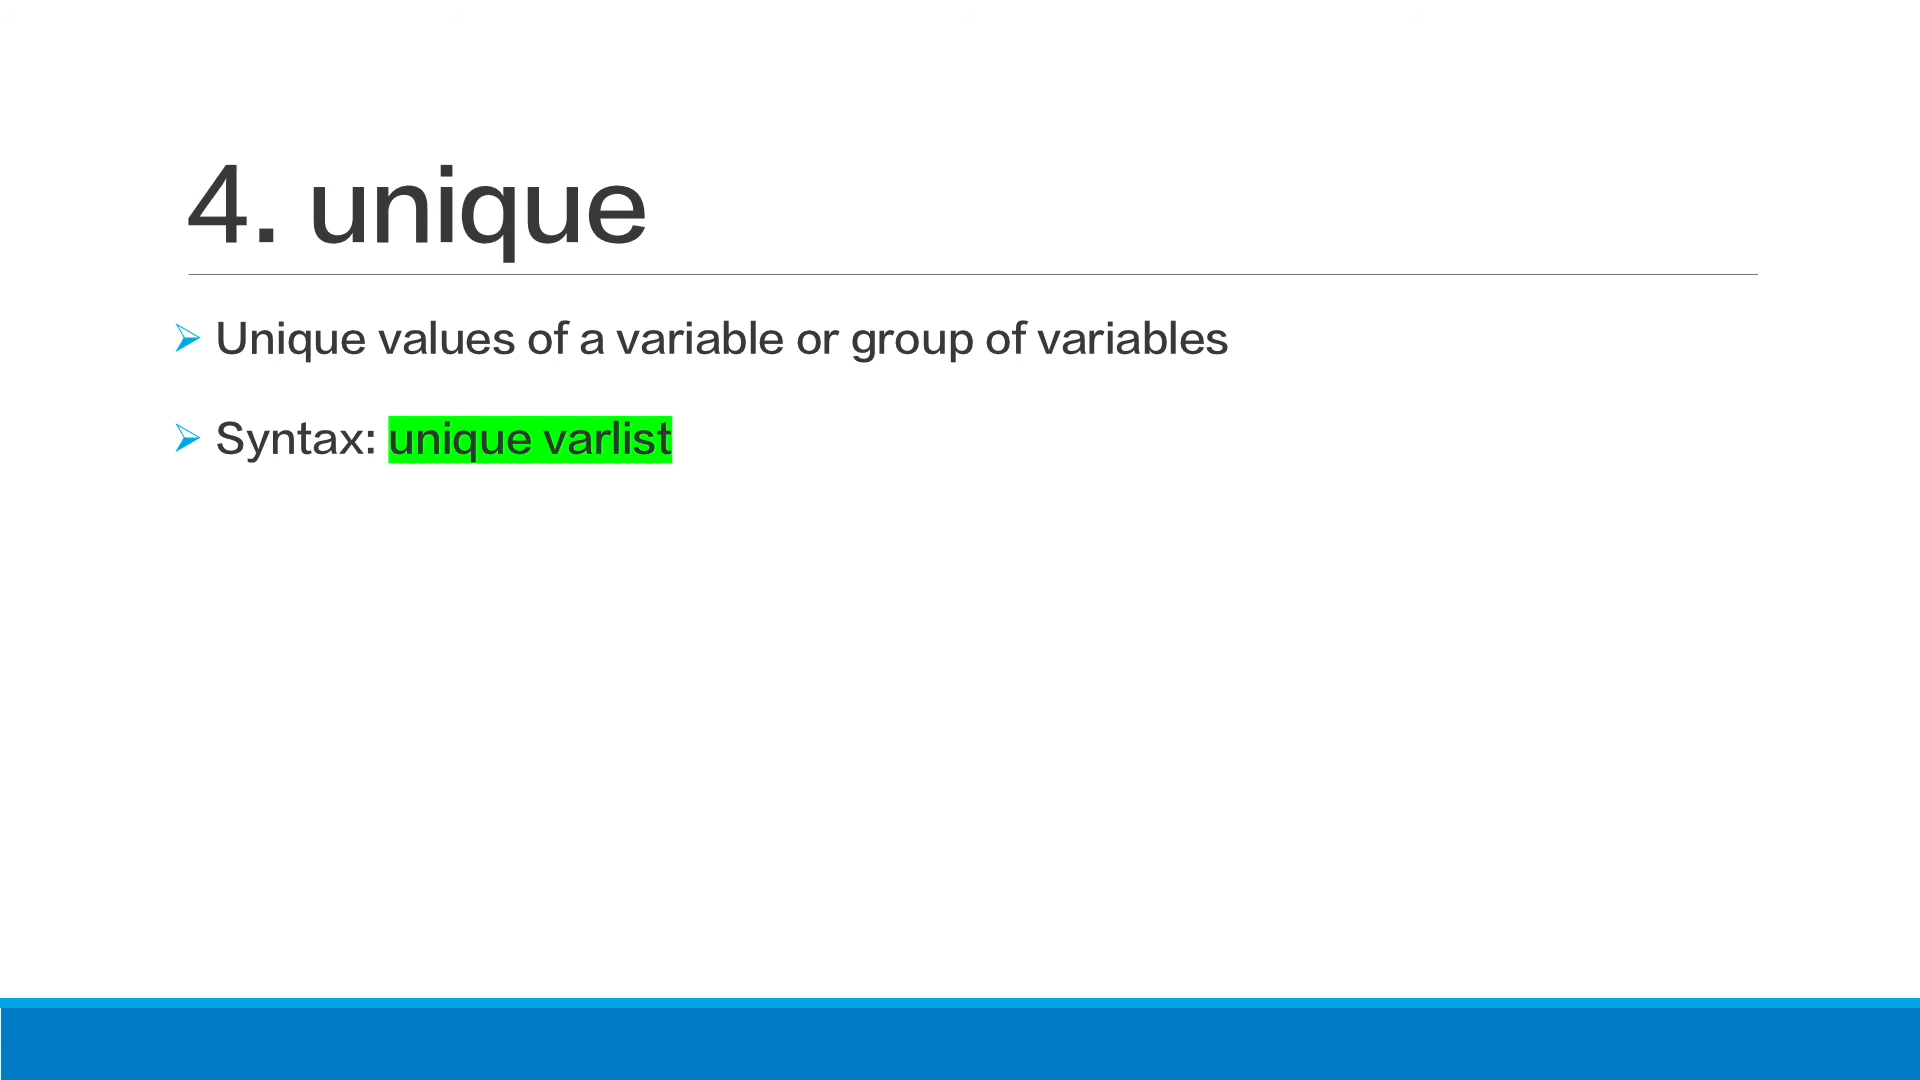 4. unique
Unique values of a variable or group of variables
Syntax: unique varlist